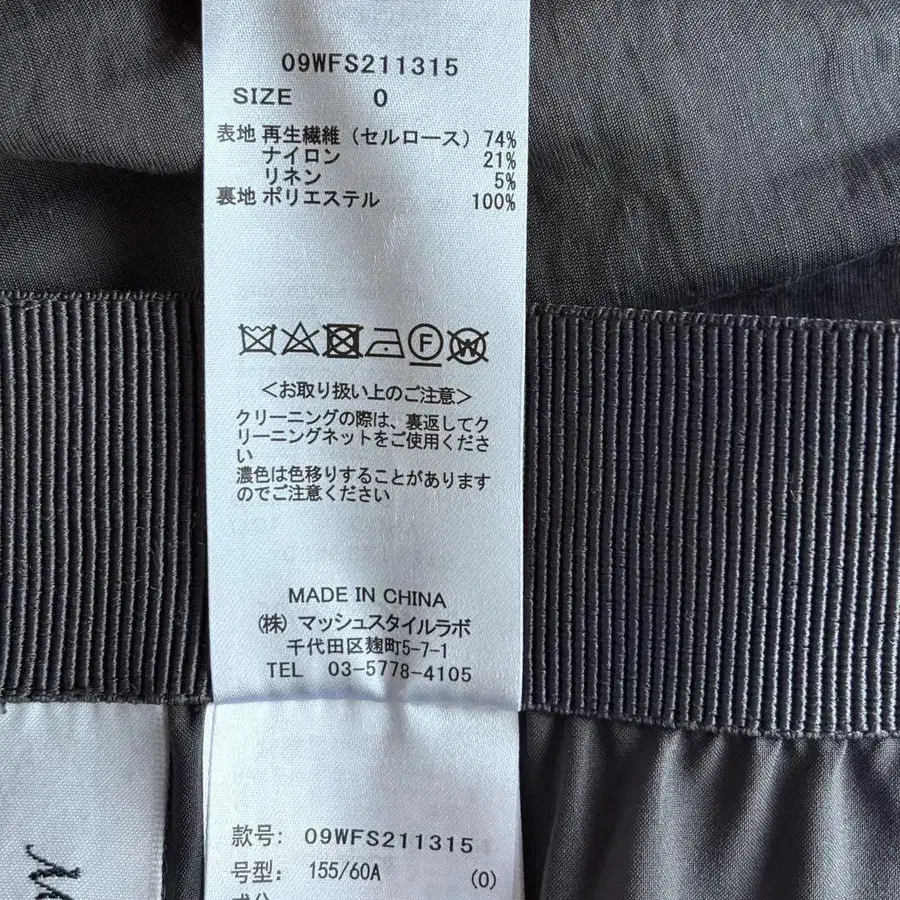 09WFS211315
SIZE 0
表地 再生繊維（セルロース）74%
ナイロン 21%
リネン 5%
裏地 ポリエステル 100%
F W
＜お取り扱い上のご注意＞
クリーニングの際は、裏返してク
リーニングネットをご使用くださ
い
濃色は色移りすることがあります
のでご注意ください
MADE IN CHINA
（株）マッシュスタイルラボ
千代田区麹町5-7-1
TEL 03-5778-4105
款号: 09WFS211315
号型: 155/60A (0)